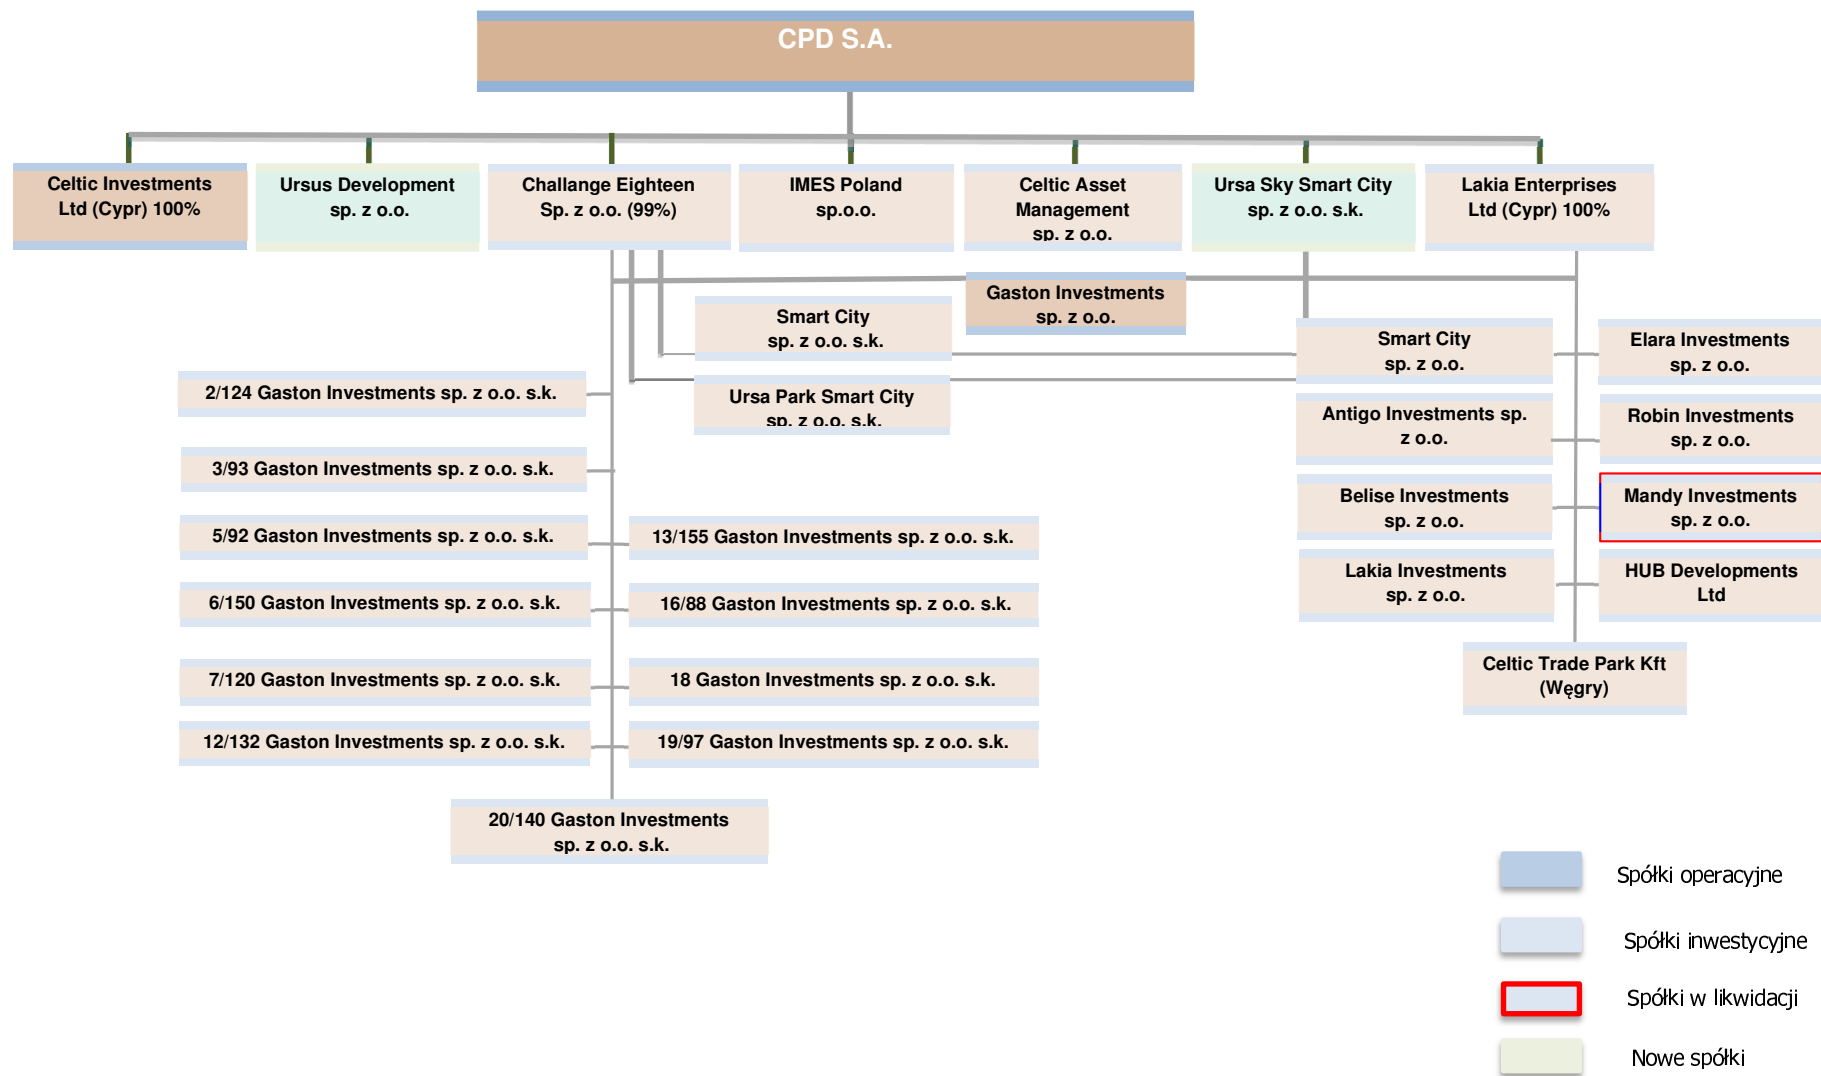 CPD S.A.
Celtic Investments
Ltd (Cypr) 100%
Ursus Development
sp. z o.o.
Challange Eighteen
Sp. z o.o. (99%)
IMES Poland
sp.o.o.
Celtic Asset
Management
sp. z o.o.
Ursa Sky Smart City
sp. z o.o. s.k.
Lakia Enterprises
Ltd (Cypr) 100%
Gaston Investments
sp. z o.o.
Smart City
sp. z o.o. s.k.
Ursa Park Smart City
sp. z o.o. s.k.
Smart City
sp. z o.o.
Elara Investments
sp. z o.o.
Antigo Investments sp.
z o.o.
Robin Investments
sp. z o.o.
Belise Investments
sp. z o.o.
Mandy Investments
sp. z o.o.
Lakia Investments
sp. z o.o.
HUB Developments
Ltd
Celtic Trade Park Kft
(Węgry)
2/124 Gaston Investments sp. z o.o. s.k.
3/93 Gaston Investments sp. z o.o. s.k.
5/92 Gaston Investments sp. z o.o. s.k.
13/155 Gaston Investments sp. z o.o. s.k.
6/150 Gaston Investments sp. z o.o. s.k.
16/88 Gaston Investments sp. z o.o. s.k.
7/120 Gaston Investments sp. z o.o. s.k.
18 Gaston Investments sp. z o.o. s.k.
12/132 Gaston Investments sp. z o.o. s.k.
19/97 Gaston Investments sp. z o.o. s.k.
20/140 Gaston Investments
sp. z o.o. s.k.
Spółki operacyjne
Spółki inwestycyjne
Spółki w likwidacji
Nowe spółki